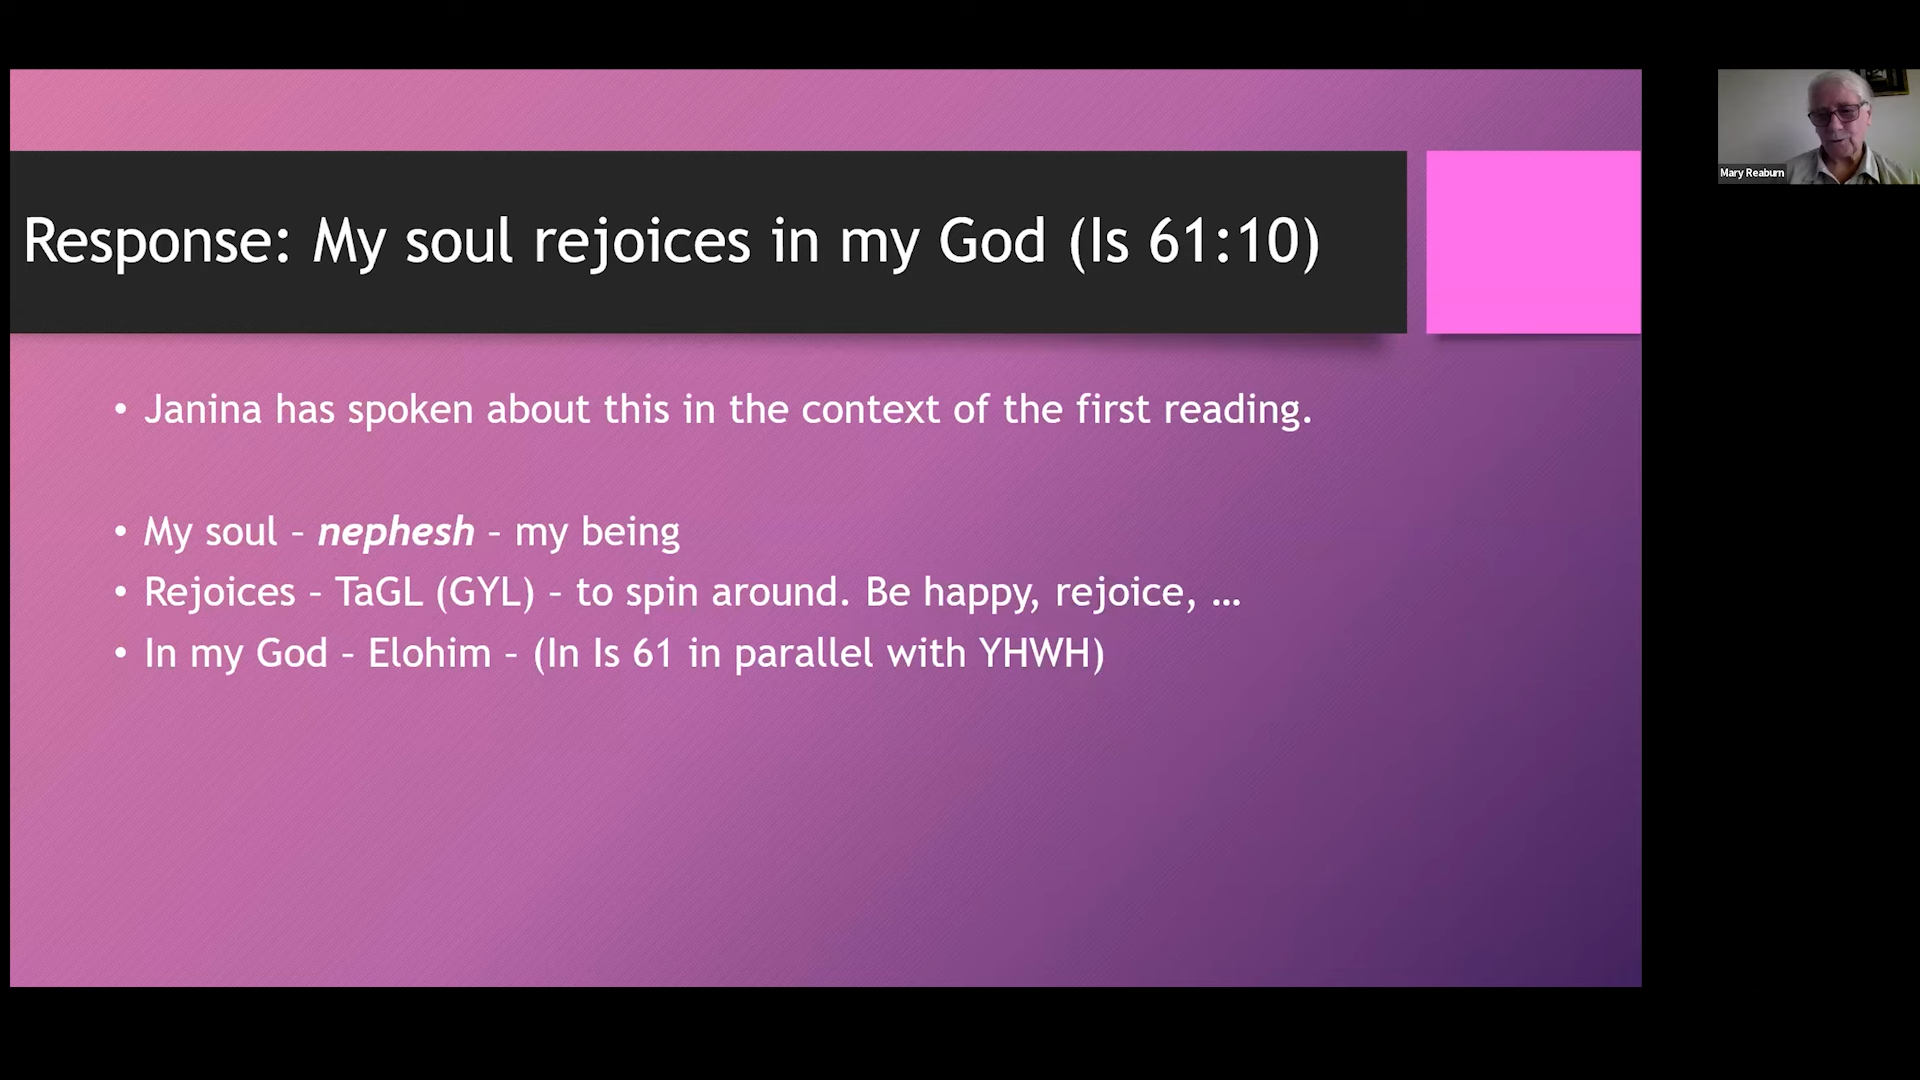 Response: My soul rejoices in my God (Is 61:10)
• Janina has spoken about this in the context of the first reading.
• My soul – nephesh – my being
• Rejoices – TaGL (GYL) – to spin around. Be happy, rejoice, …
• In my God – Elohim – (In Is 61 in parallel with YHWH)
Mary Reaburn